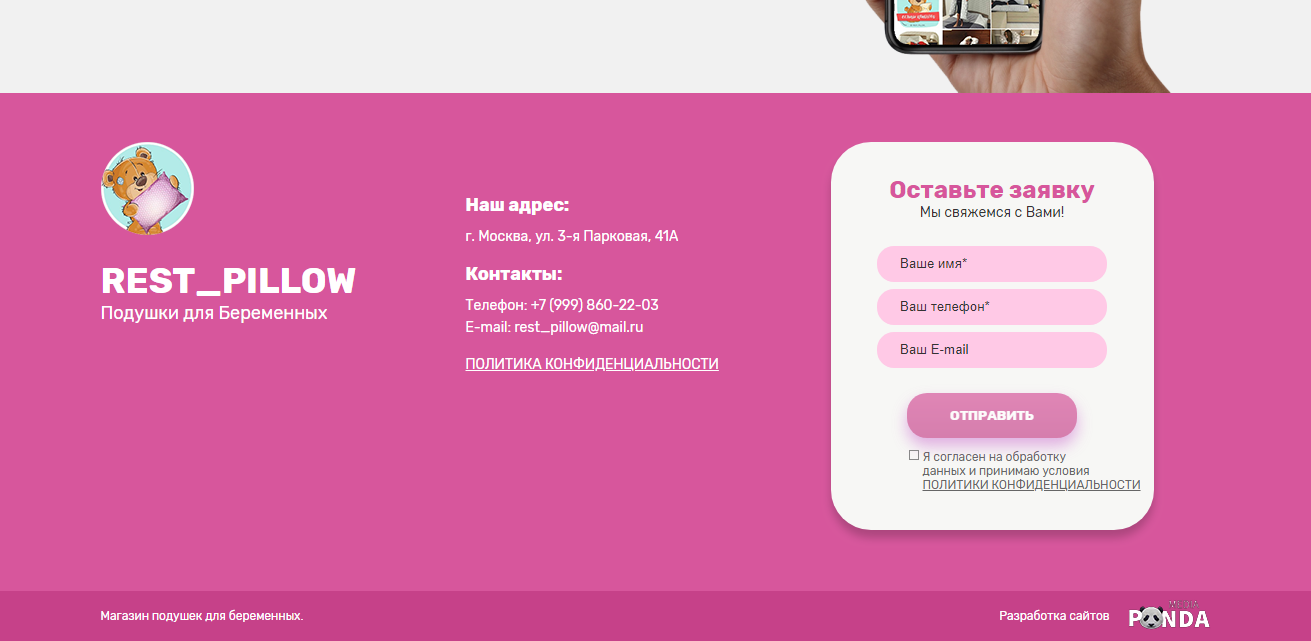 REST_PILLOW
Подушки для Беременных
Наш адрес:
г. Москва, ул. 3-я Парковая, 41А
Контакты:
Телефон: +7 (999) 860-22-03
E-mail: rest_pillow@mail.ru
ПОЛИТИКА КОНФИДЕНЦИАЛЬНОСТИ
Оставьте заявку
Мы свяжемся с Вами!
Ваше имя*
Ваш телефон*
Ваш E-mail
ОТПРАВИТЬ
Я согласен на обработку
данных и принимаю условия
ПОЛИТИКИ КОНФИДЕНЦИАЛЬНОСТИ
Магазин подушек для беременных.
Разработка сайтов
MEDIA
PANDA